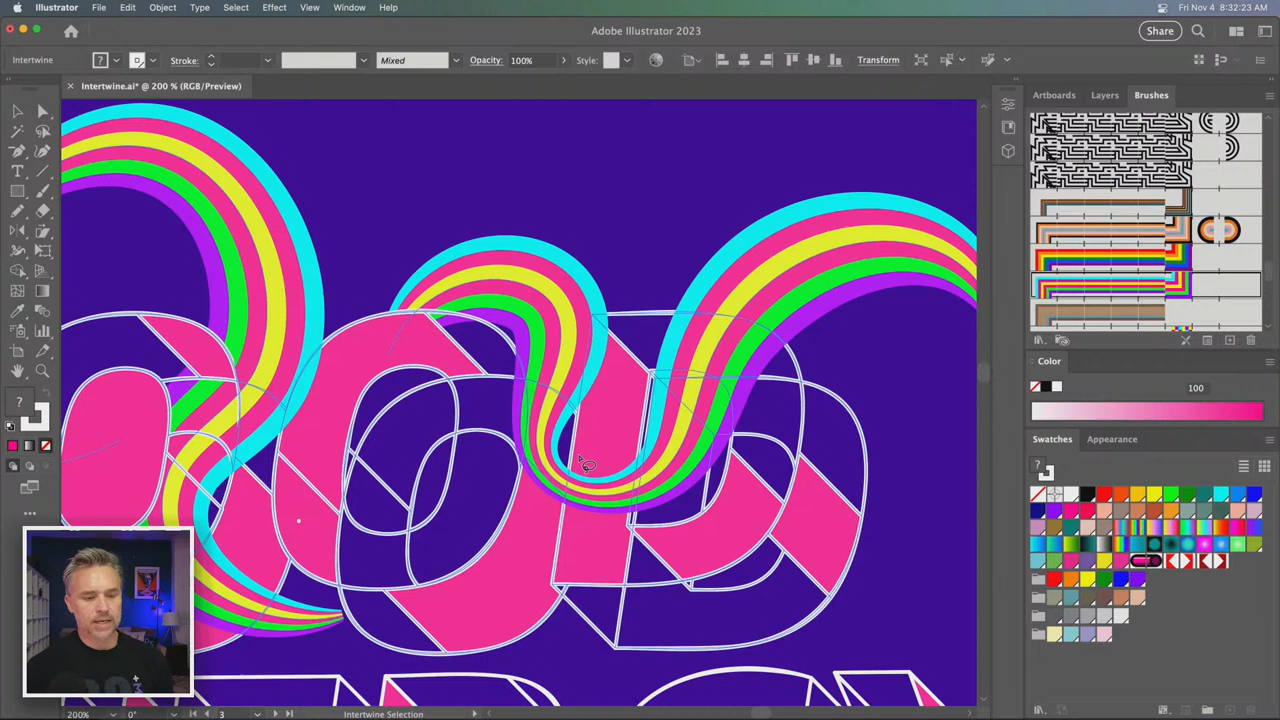 Illustrator File Edit Object Type Select Effect View Window Help
Fri Nov 4 8:32:23 AM
Adobe Illustrator 2023
Share
Intertwine
?
Stroke:
Mixed
Opacity: 100%
Style:
Transform
× Intertwine.ai* @ 200 % (RGB/Preview)
Artboards Layers Brushes
Color
100
Swatches Appearance
?
?
200% 0° 3 Intertwine Selection